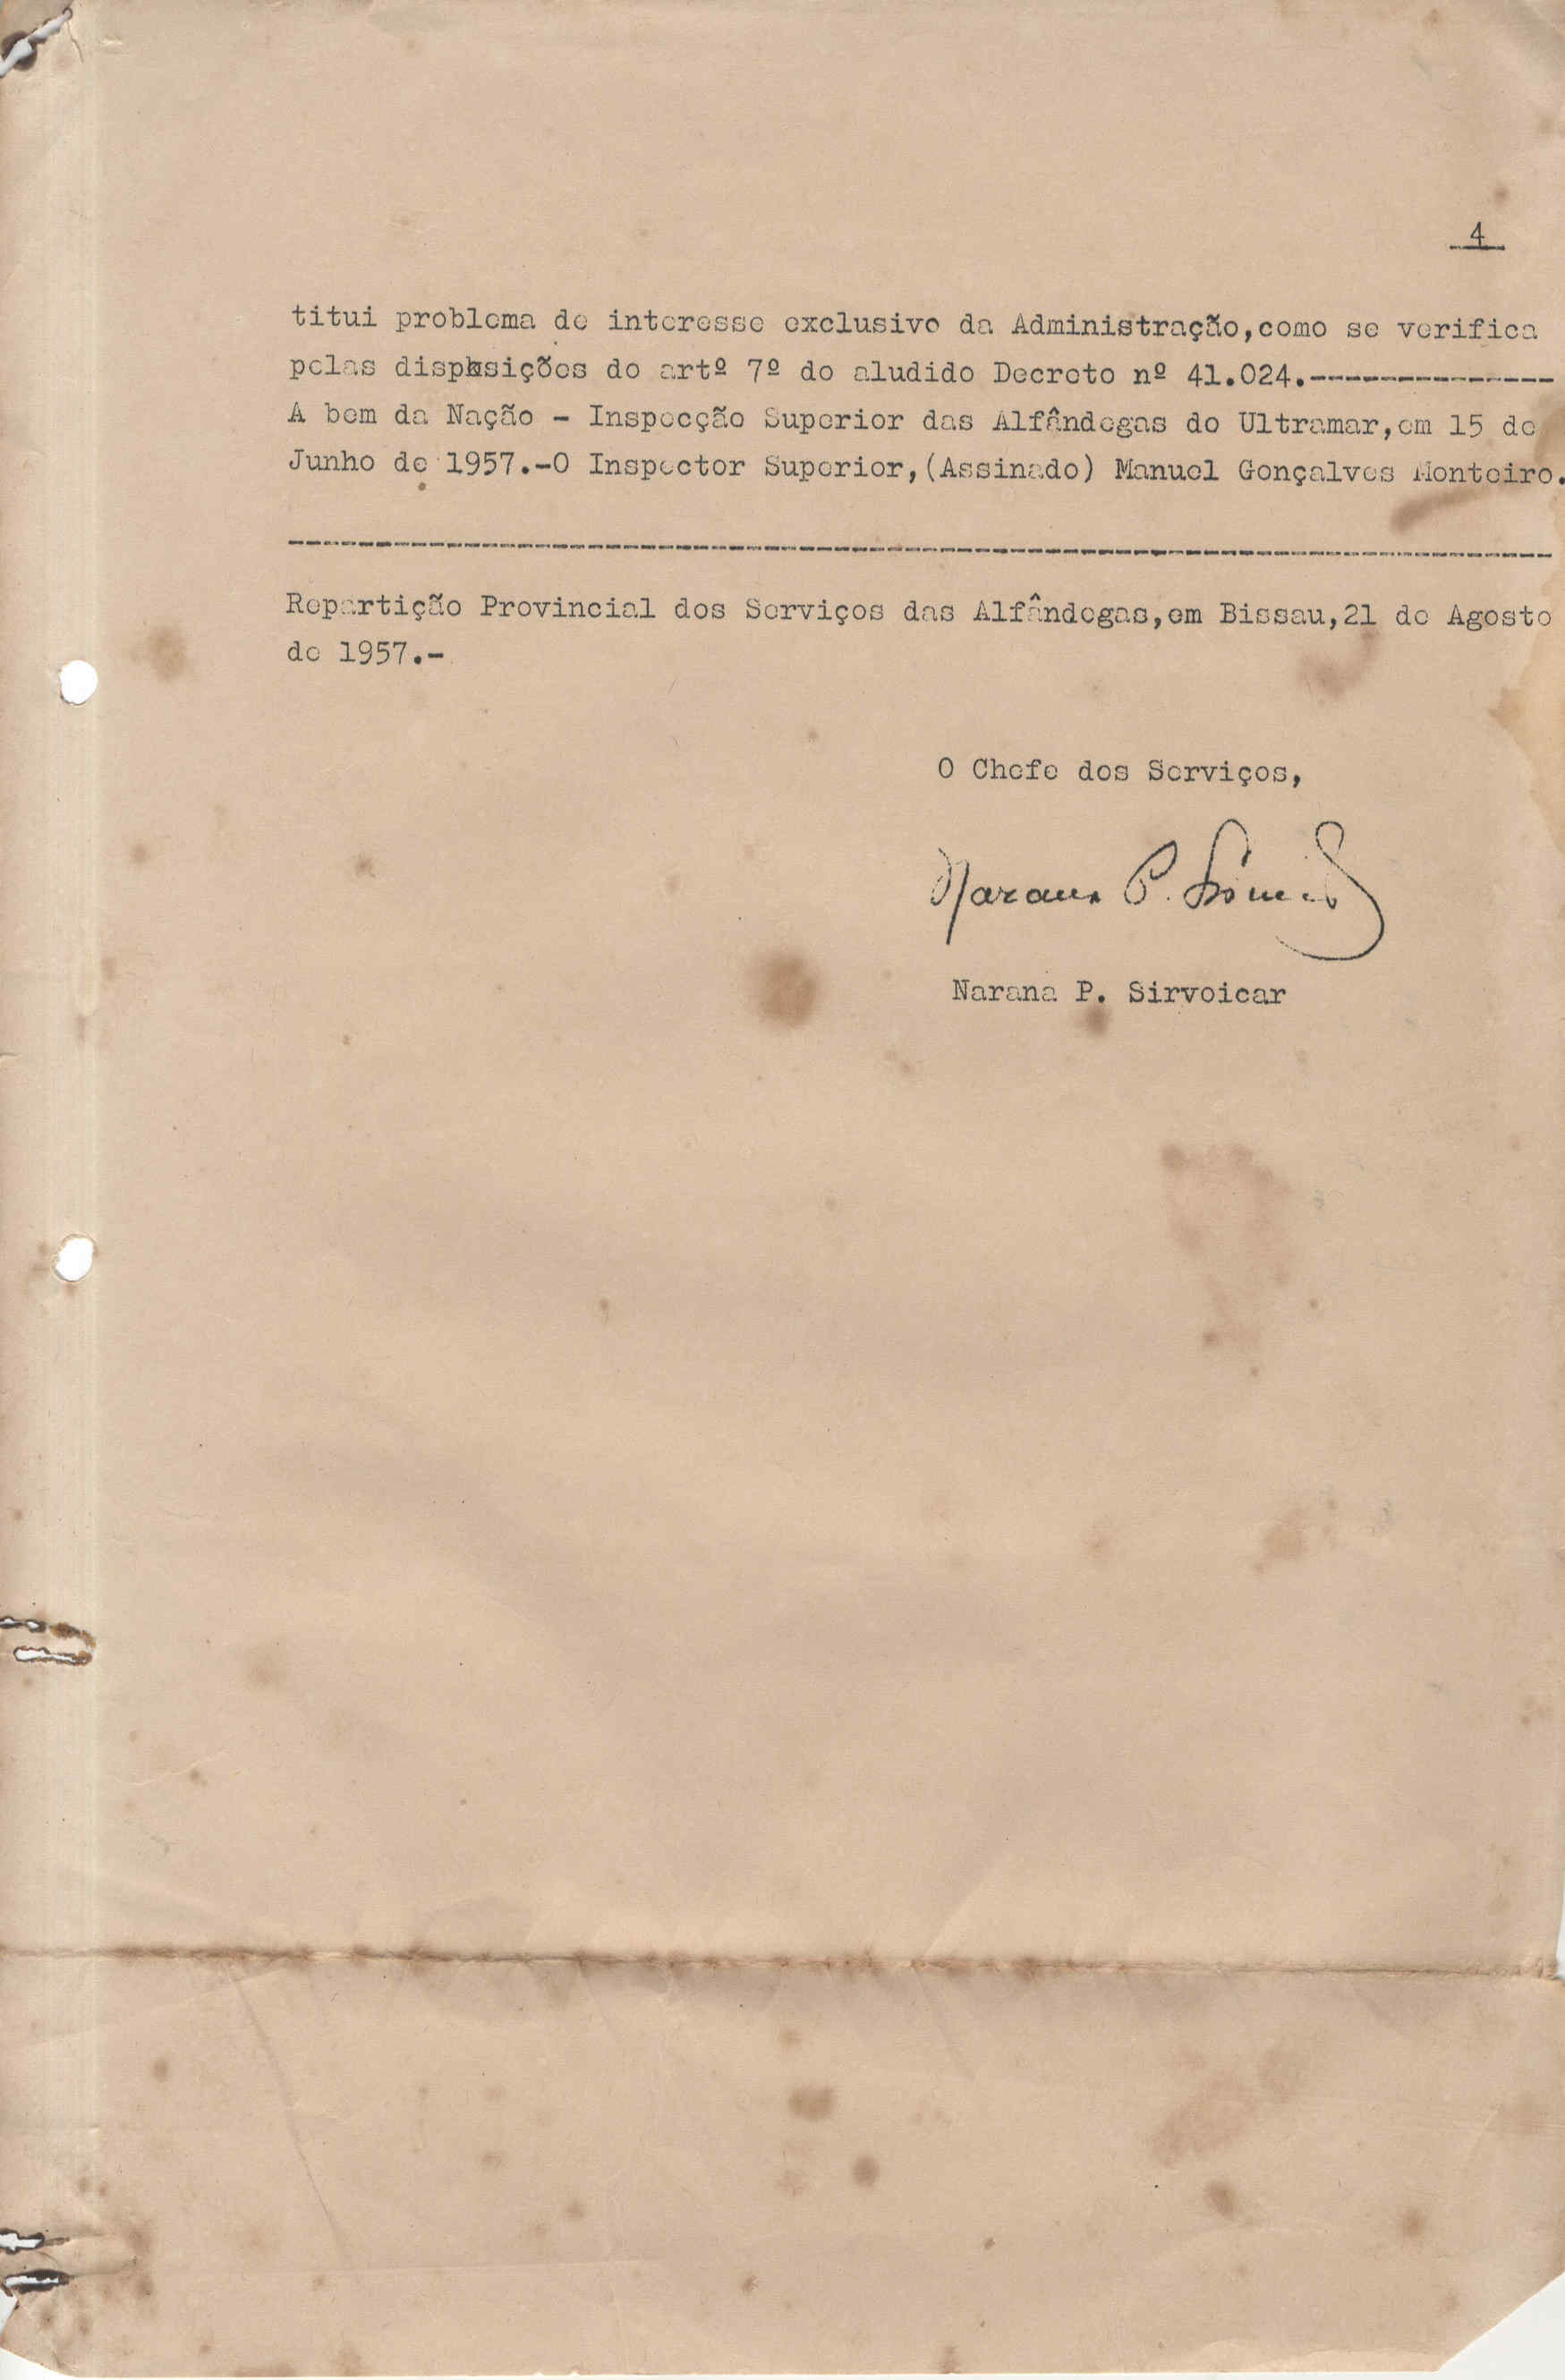 4
titui problema de interesse exclusivo da Administração,como se verifica
pelas disposições do artº 7º do aludido Decreto nº 41.024.---------------
A bem da Nação - Inspecção Superior das Alfândegas do Ultramar,em 15 de
Junho de 1957.-O Inspector Superior,(Assinado) Manuel Gonçalves Monteiro.
------------------------------------------------------------------------
Repartição Provincial dos Serviços das Alfândegas,em Bissau,21 de Agosto
de 1957.-
O Chefe dos Serviços,
Narana P.
Narana P. Sirvoicar